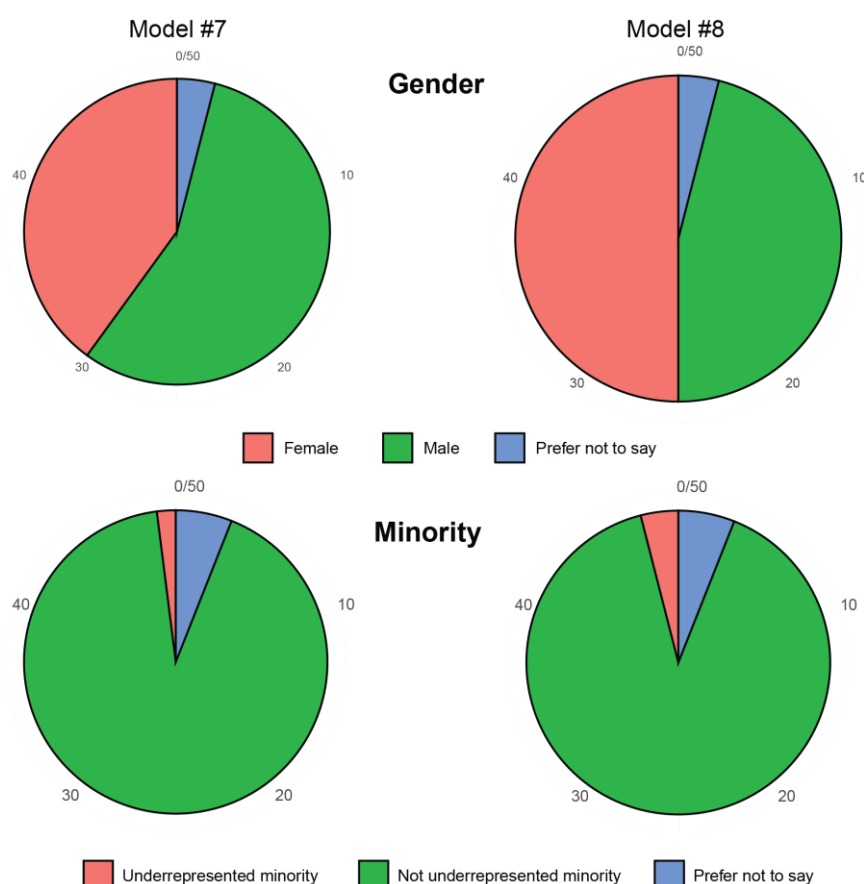 Model #7 Model #8
0/50 0/50
Gender
40 10 40 10
30 20 30 20
Female Male Prefer not to say
0/50 0/50
Minority
40 10 40 10
30 20 30 20
Underrepresented minority Not underrepresented minority Prefer not to say